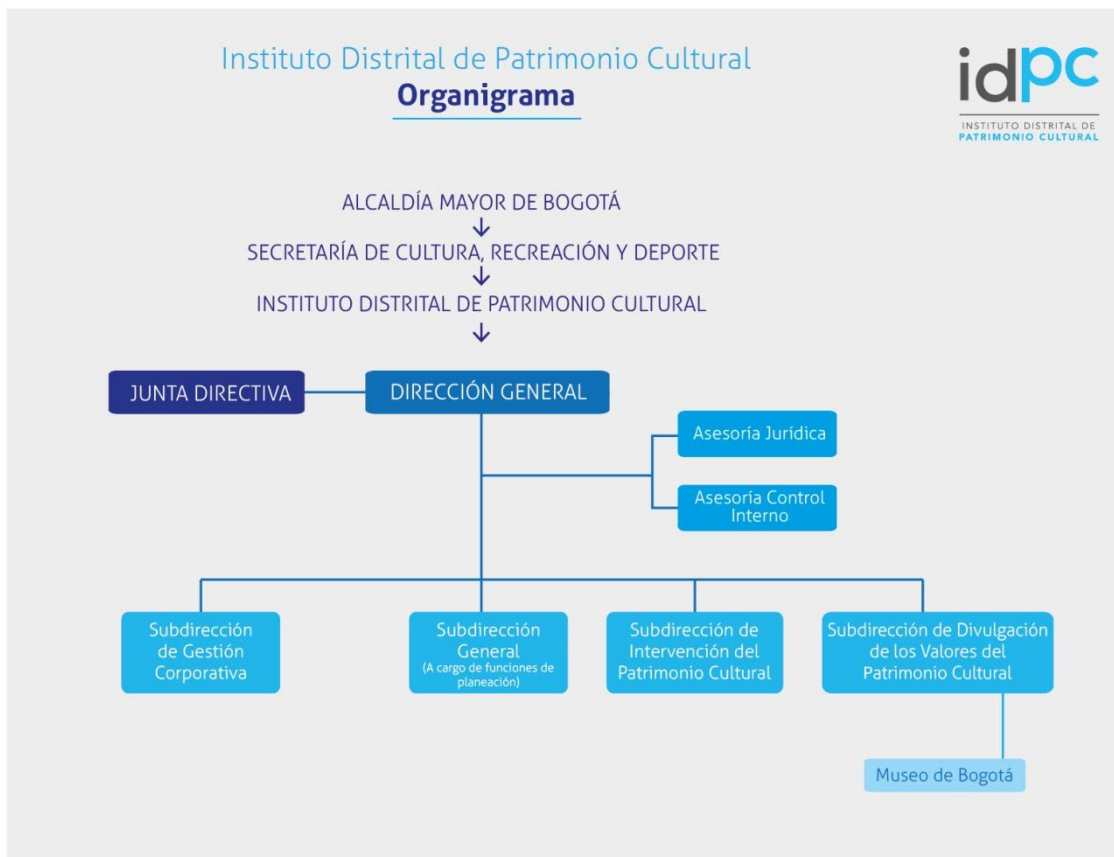 Instituto Distrital de Patrimonio Cultural
Organigrama
idpc
INSTITUTO DISTRITAL DE
PATRIMONIO CULTURAL
ALCALDÍA MAYOR DE BOGOTÁ
SECRETARÍA DE CULTURA, RECREACIÓN Y DEPORTE
INSTITUTO DISTRITAL DE PATRIMONIO CULTURAL
JUNTA DIRECTIVA
DIRECCIÓN GENERAL
Asesoría Jurídica
Asesoría Control
Interno
Subdirección
de Gestión
Corporativa
Subdirección
General
(A cargo de funciones de
planeación)
Subdirección de
Intervención del
Patrimonio Cultural
Subdirección de Divulgación
de los Valores del
Patrimonio Cultural
Museo de Bogotá